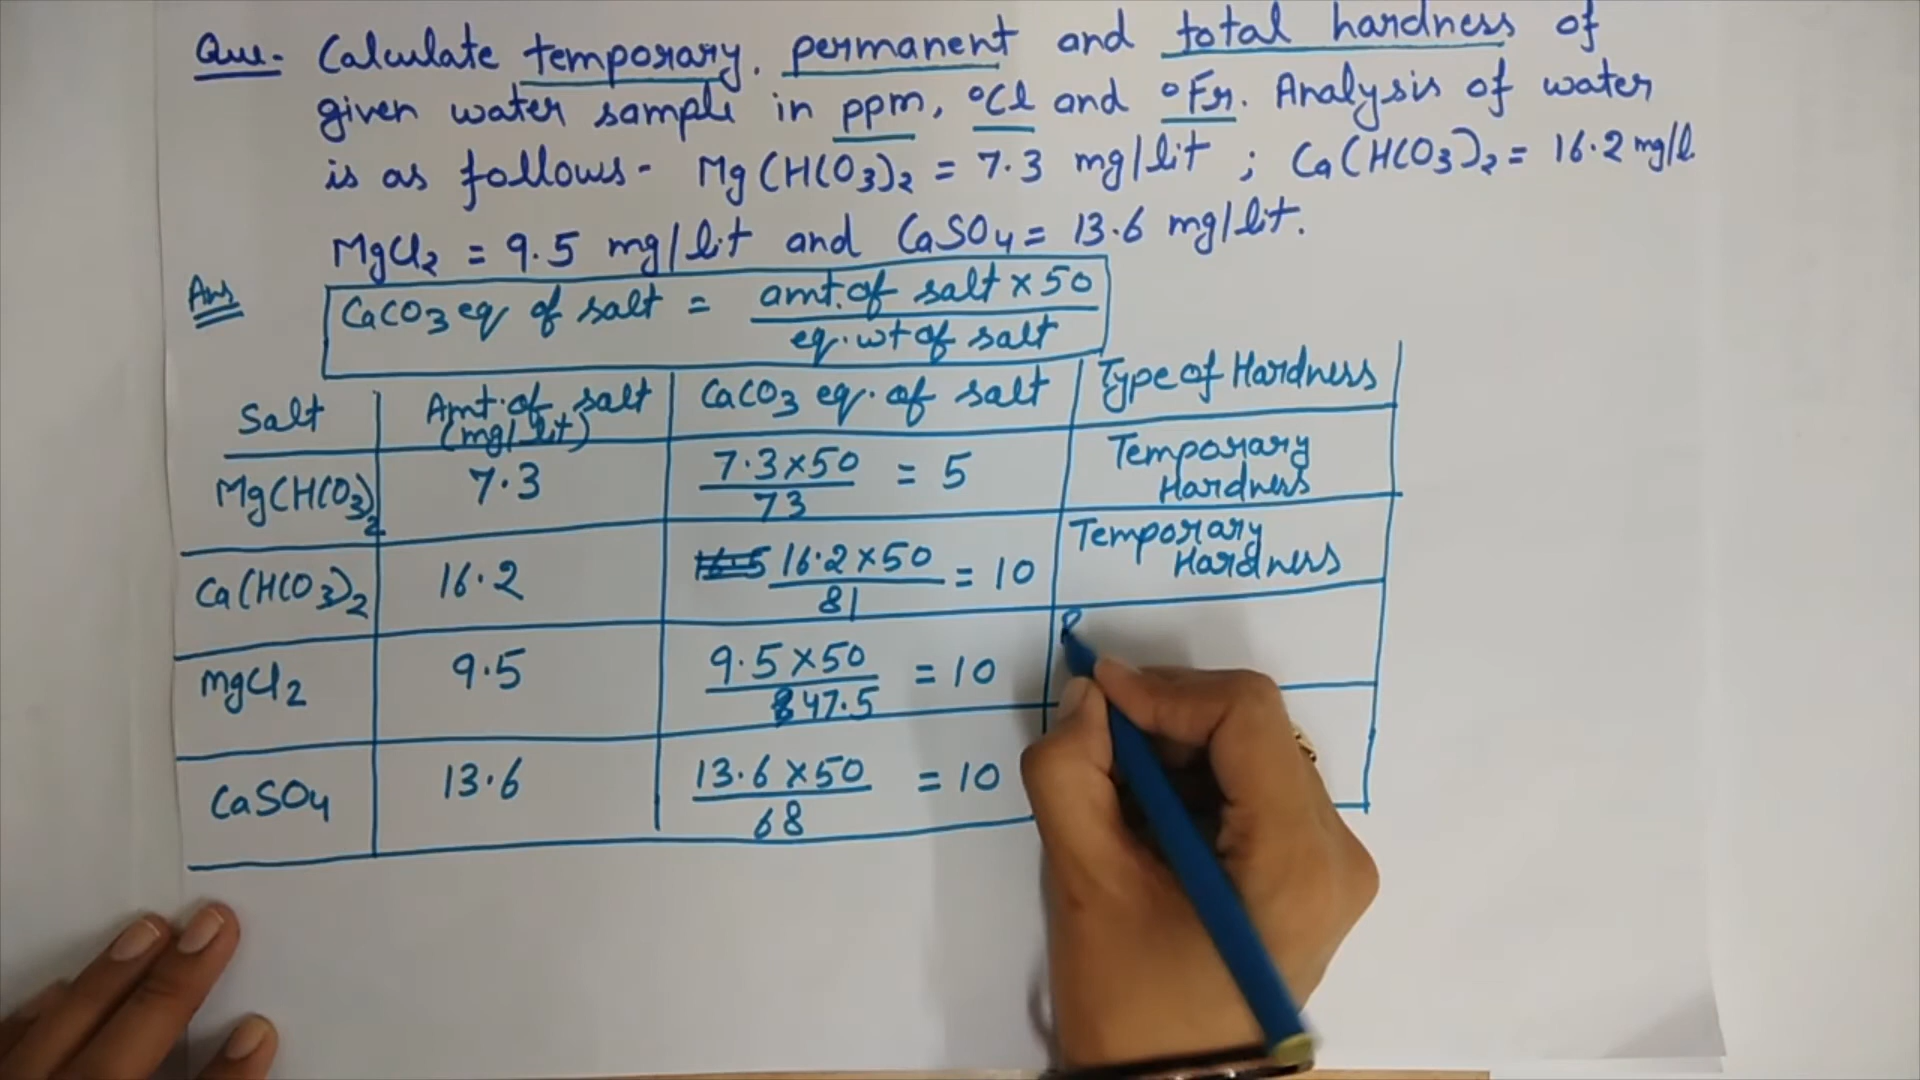 Que- Calculate temporary, permanent and total hardness of
given water sample in ppm, °Cl and °Fr. Analysis of water
is as follows- Mg(HCO3)2 = 7.3 mg/lit ; Ca(HCO3)2 = 16.2 mg/l
MgCl2 = 9.5 mg/lit and CaSO4 = 13.6 mg/lit.
Ans
CaCO3 eq of salt = amt. of salt × 50
eq. wt of salt
Salt Amt. of salt CaCO3 eq. of salt Type of Hardness
(mg/lit)
Mg(HCO3)2 7.3 7.3×50 = 5 Temporary
73 Hardness
Ca(HCO3)2 16.2 16.2×50 = 10 Temporary
81 Hardness
MgCl2 9.5 9.5×50 = 10 P
47.5
CaSO4 13.6 13.6×50 = 10
68